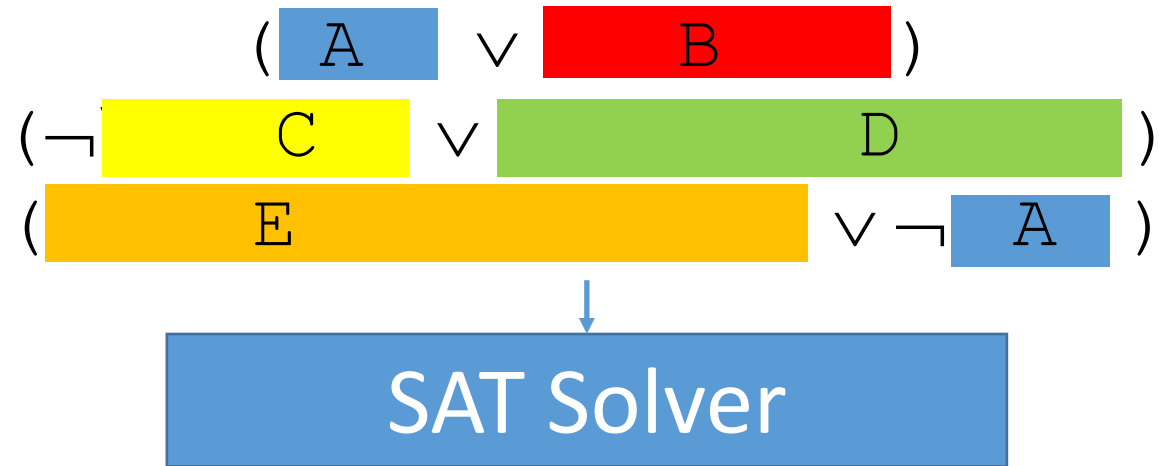 ( A ∨ B )
(¬ C ∨ D )
( E ∨ ¬ A )
SAT Solver